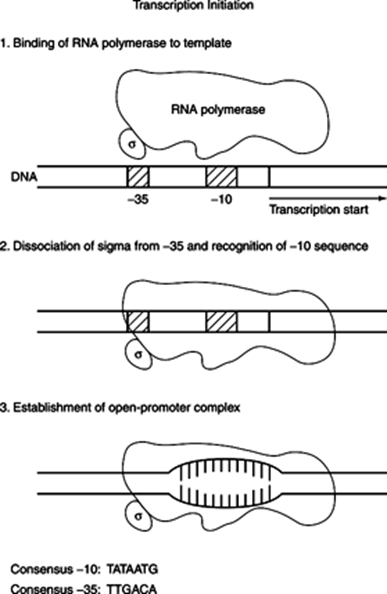 Transcription Initiation
1. Binding of RNA polymerase to template
RNA polymerase
σ
DNA
–35 –10
Transcription start
2. Dissociation of sigma from –35 and recognition of –10 sequence
σ
3. Establishment of open-promoter complex
σ
Consensus –10: TATAATG
Consensus –35: TTGACA